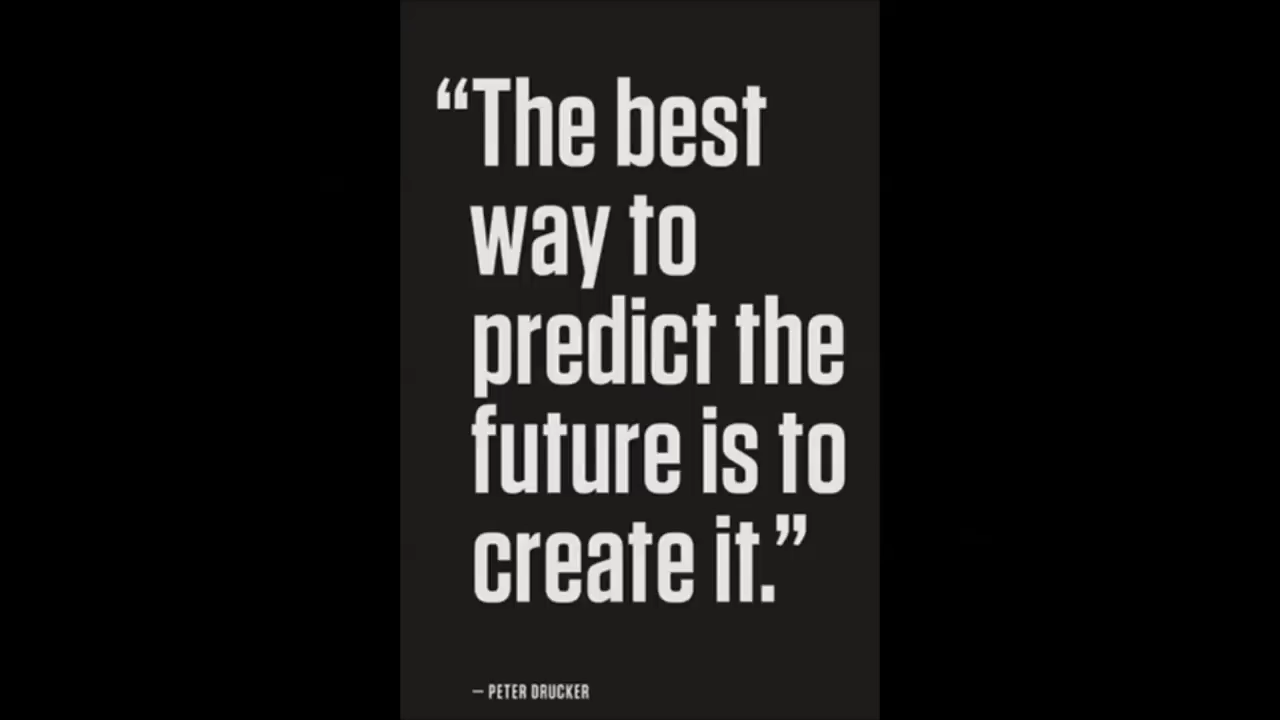 “The best
way to
predict the
future is to
create it.”
– PETER DRUCKER